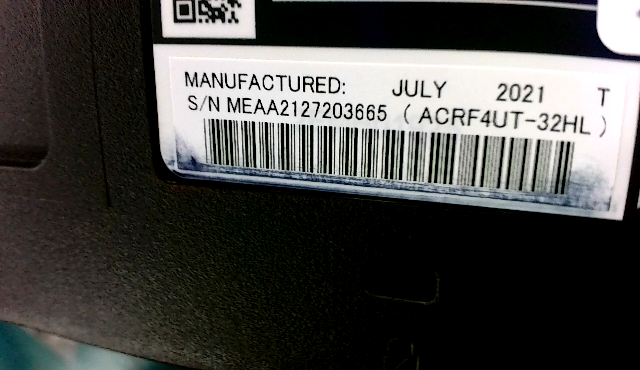 MANUFACTURED: JULY 2021 T
S/N MEAA2127203665 ( ACRF4UT-32HL )